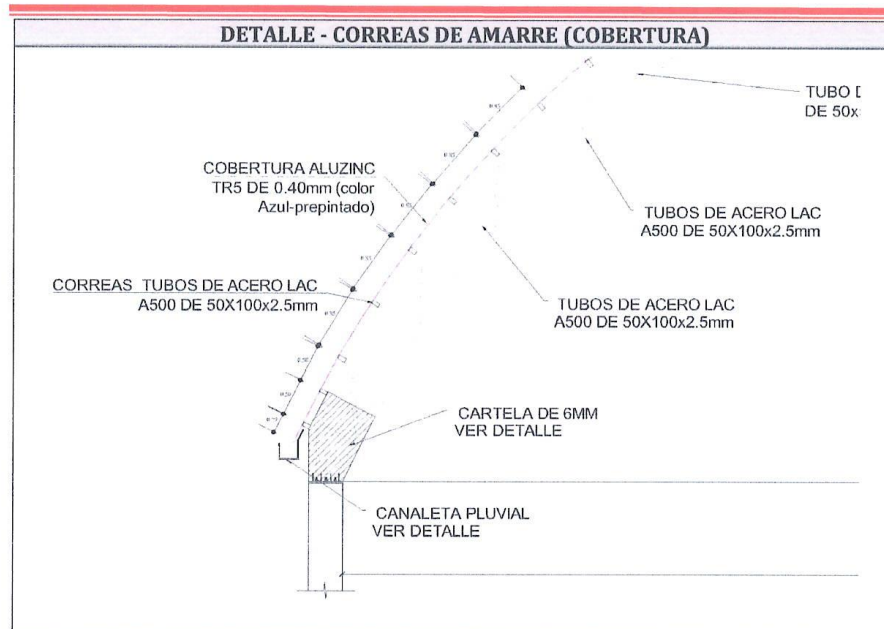 DETALLE - CORREAS DE AMARRE (COBERTURA)
TUBO D
DE 50x
COBERTURA ALUZINC
TR5 DE 0.40mm (color
Azul-prepintado)
TUBOS DE ACERO LAC
A500 DE 50X100x2.5mm
CORREAS TUBOS DE ACERO LAC
A500 DE 50X100x2.5mm
TUBOS DE ACERO LAC
A500 DE 50X100x2.5mm
CARTELA DE 6MM
VER DETALLE
CANALETA PLUVIAL
VER DETALLE